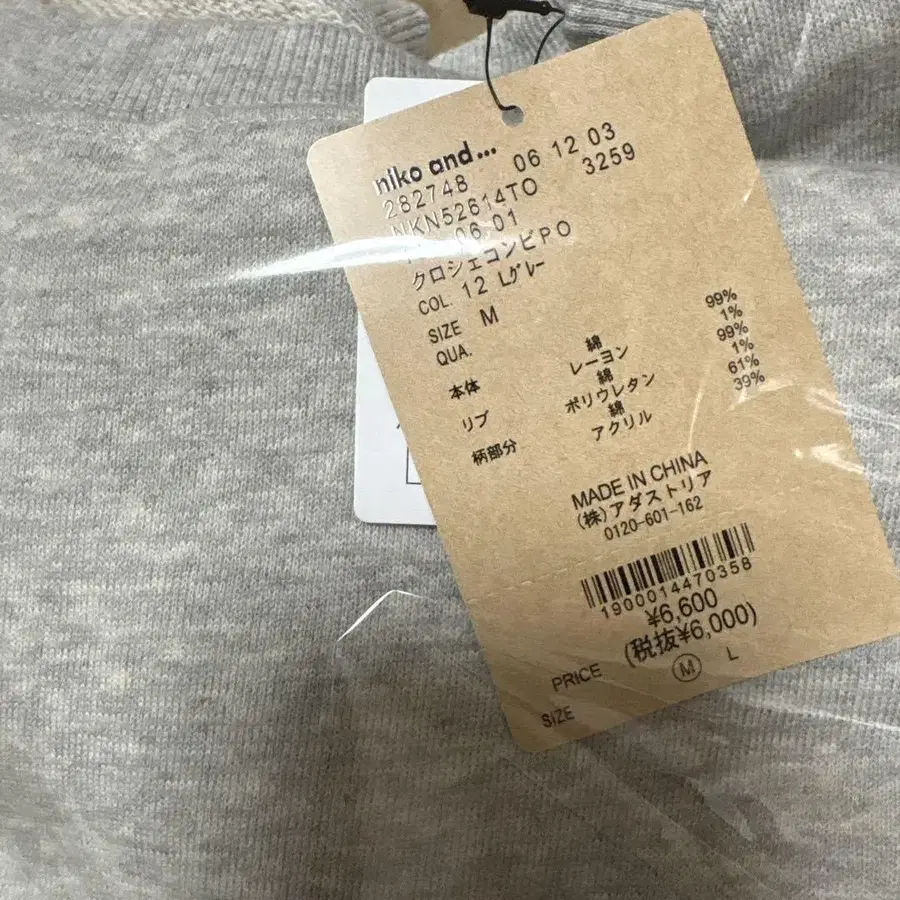 niko and...
282748 06 12 03
NKN52614TO 3259
06 01
クロシェコンビPO
COL. 12 Lグレー
SIZE M
QUA.
本体 綿 99%
レーヨン 1%
リブ 綿 99%
ポリウレタン 1%
柄部分 綿 61%
アクリル 39%
MADE IN CHINA
(株)アダストリア
0120-601-162
1900014470358
¥6,600
PRICE (税抜¥6,000)
SIZE M L